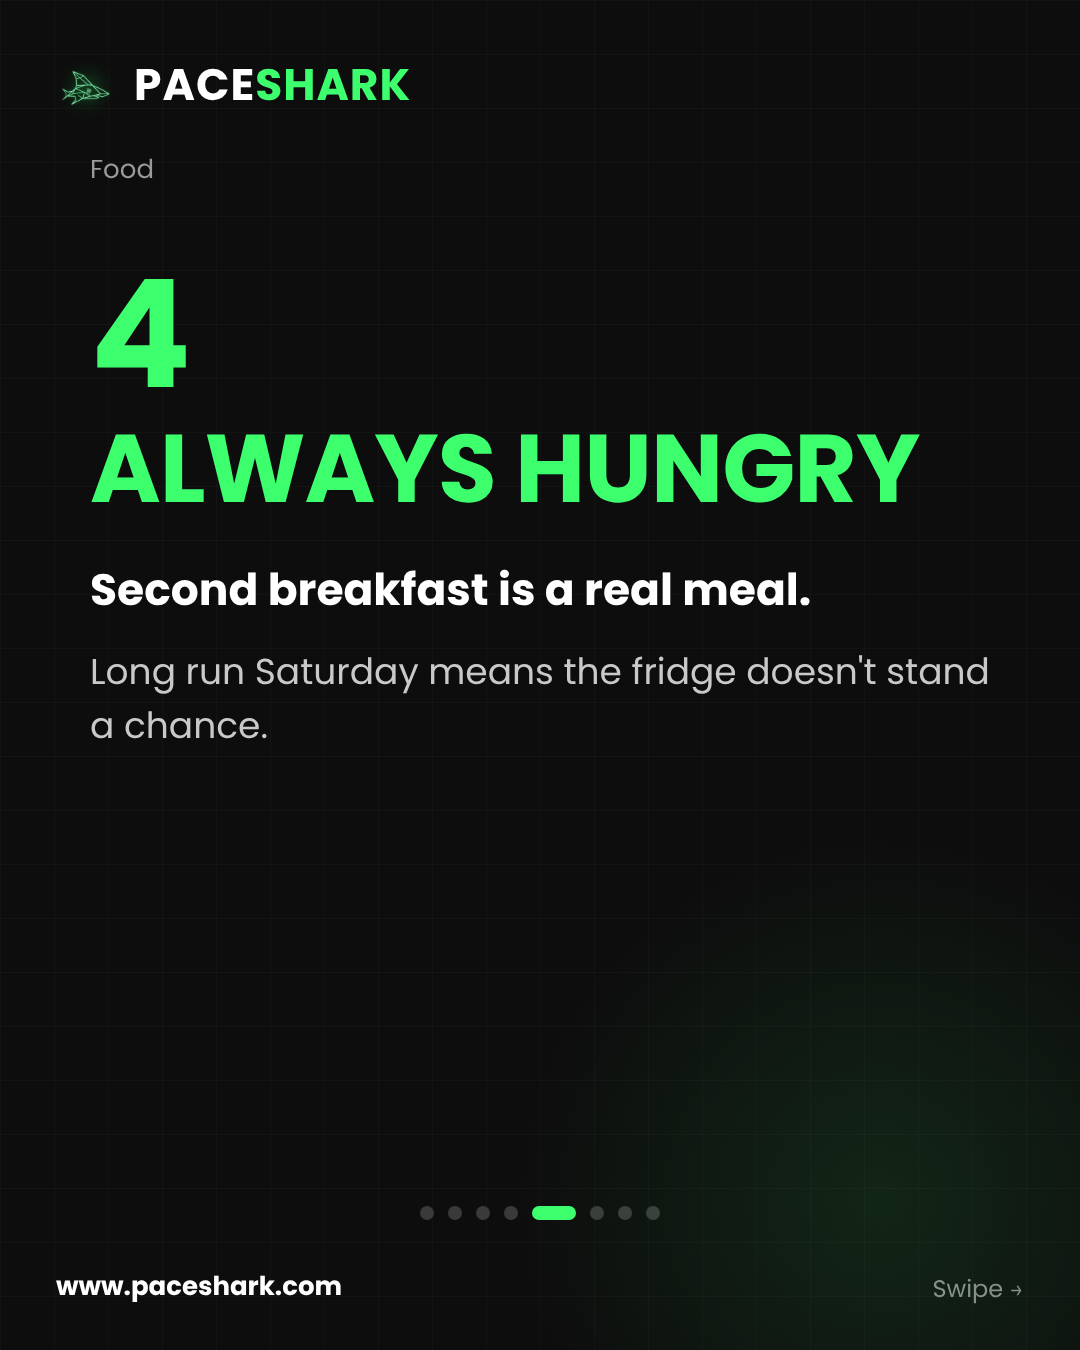 PACESHARK
Food
4
ALWAYS HUNGRY
Second breakfast is a real meal.
Long run Saturday means the fridge doesn't stand
a chance.
www.paceshark.com
Swipe →